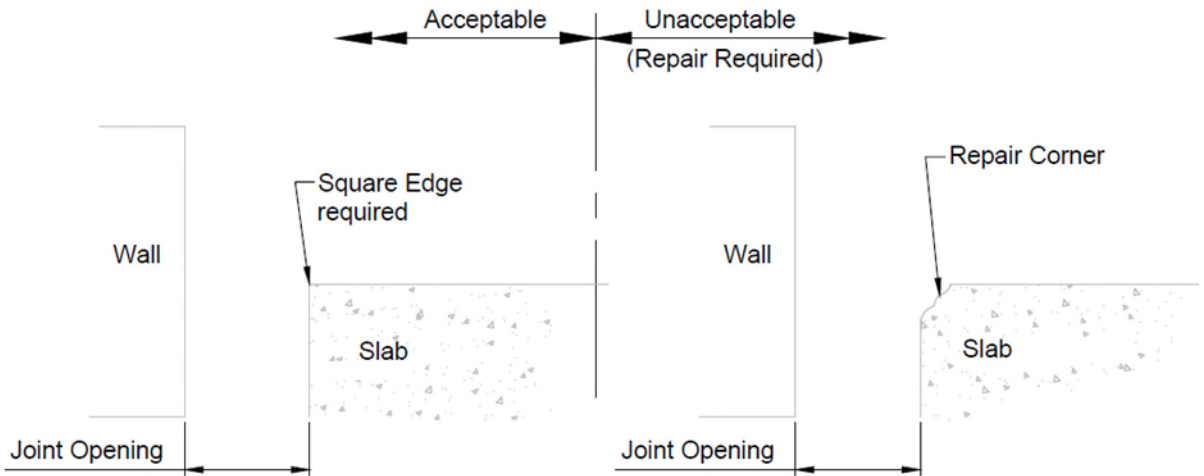 Acceptable
Unacceptable
(Repair Required)
Square Edge
required
Repair Corner
Wall
Wall
Slab
Slab
Joint Opening
Joint Opening